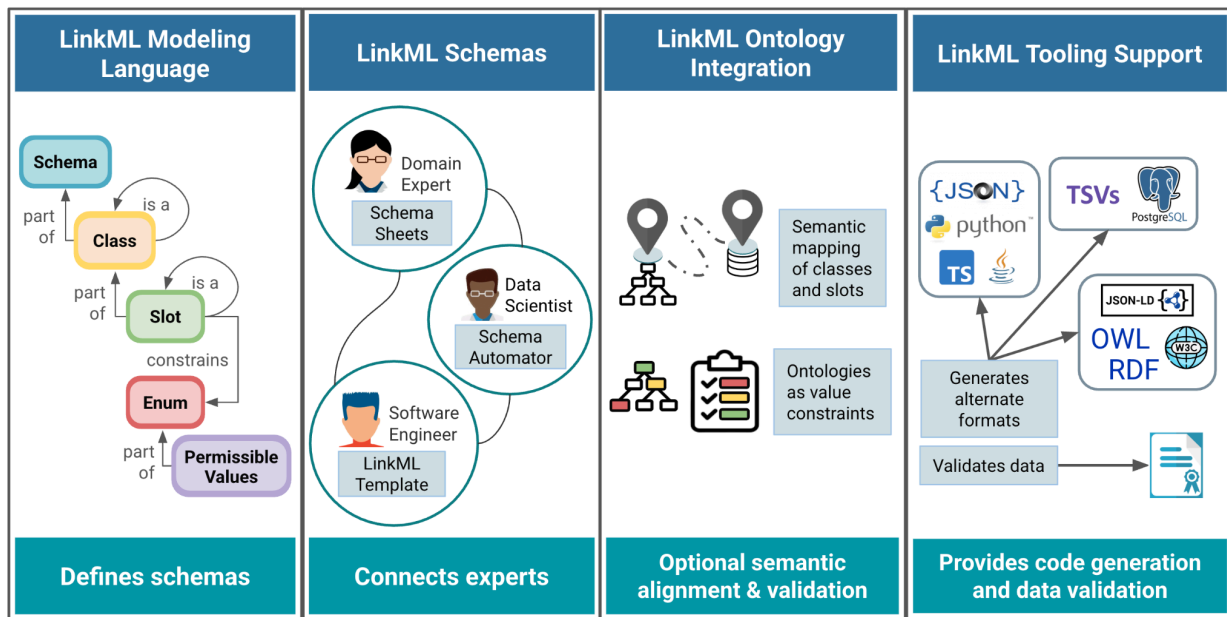 LinkML Modeling
Language
Schema
part
of
is a
Class
part
of
is a
Slot
constrains
Enum
part
of
Permissible
Values
Defines schemas
LinkML Schemas
Domain
Expert
Schema
Sheets
Data
Scientist
Schema
Automator
Software
Engineer
LinkML
Template
Connects experts
LinkML Ontology
Integration
Semantic
mapping
of classes
and slots
Ontologies
as value
constraints
Optional semantic
alignment & validation
LinkML Tooling Support
{JSON}
python™
TS
Java
TSVs
PostgreSQL
JSON-LD
OWL
RDF
W3C
Generates
alternate
formats
Validates data
Provides code generation
and data validation